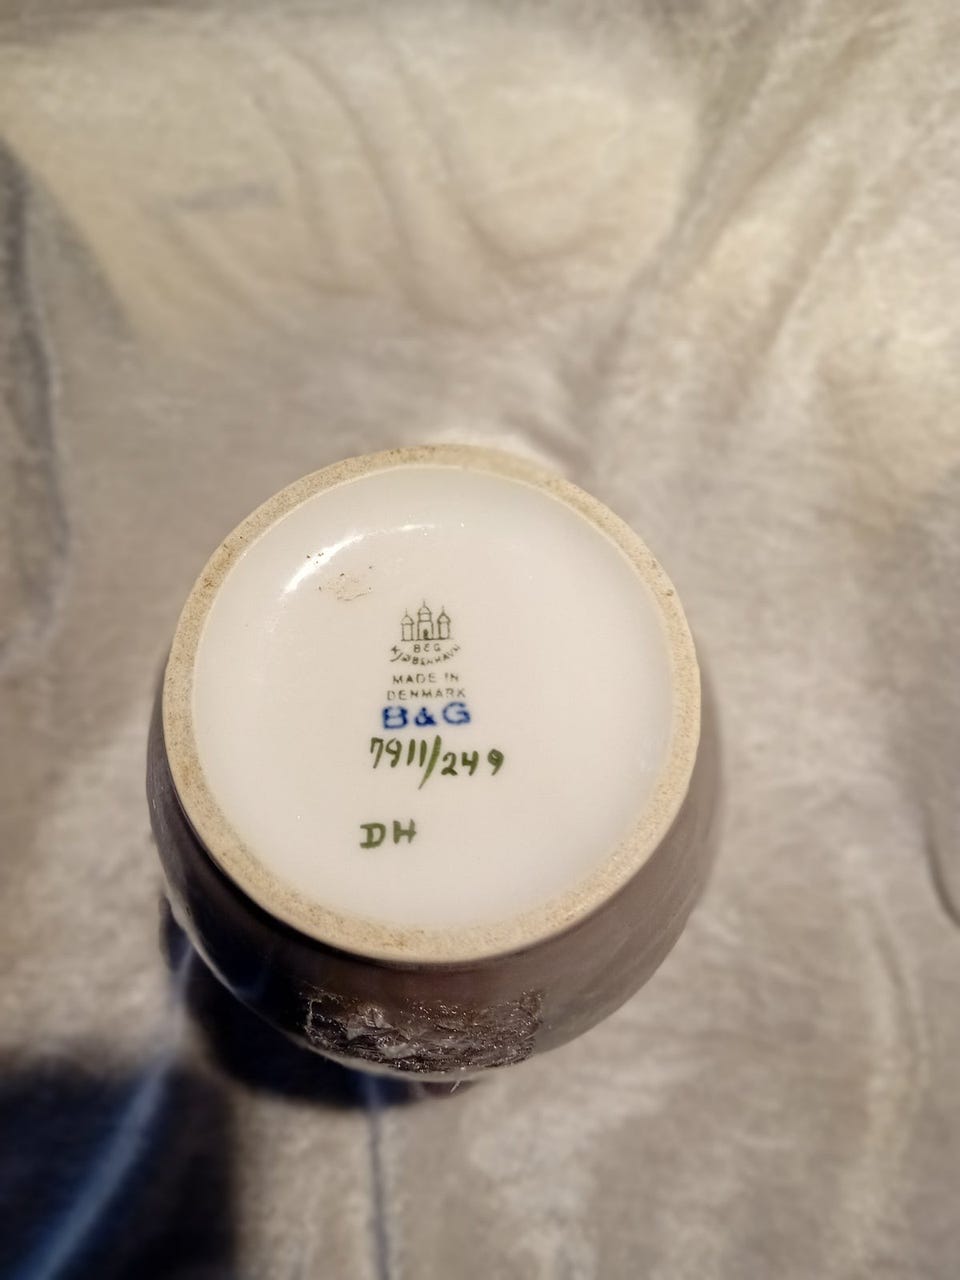 B&G
KJØBENHAVN
MADE IN
DENMARK
B&G
7911/249
DH